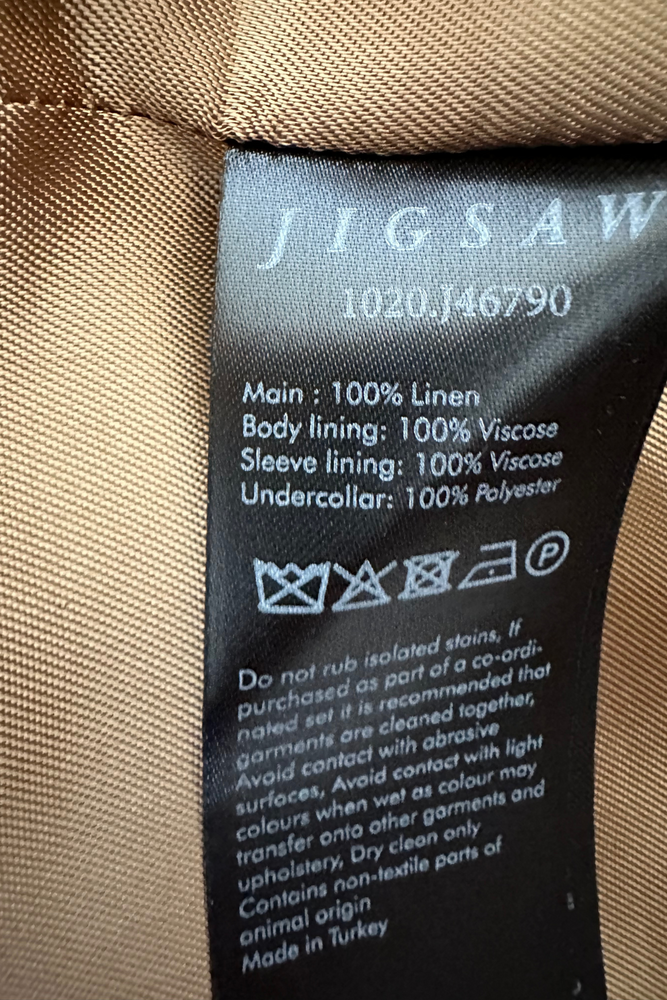 JIGSAW
1020.J46790
Main : 100% Linen
Body lining: 100% Viscose
Sleeve lining: 100% Viscose
Undercollar: 100% Polyester
P
Do not rub isolated stains, If
purchased as part of a co-ordi-
nated set it is recommended that
garments are cleaned together,
Avoid contact with abrasive
surfaces, Avoid contact with light
colours when wet as colour may
transfer onto other garments and
upholstery, Dry clean only
Contains non-textile parts of
animal origin
Made in Turkey